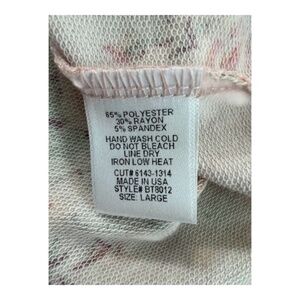 65% POLYESTER
30% RAYON
5% SPANDEX
HAND WASH COLD
DO NOT BLEACH
LINE DRY
IRON LOW HEAT
CUT# 6143-1314
MADE IN USA
STYLE# BT8012
SIZE: LARGE